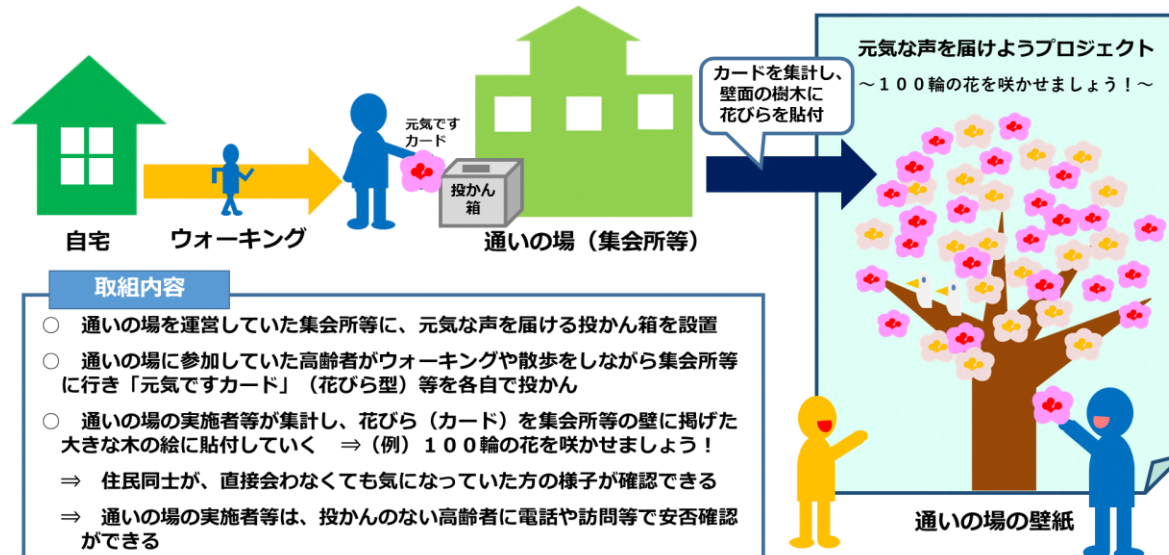 元気な声を届けようプロジェクト
～１００輪の花を咲かせましょう！～
カードを集計し、
壁面の樹木に
花びらを貼付
元気です
カード
投かん
箱
自宅
ウォーキング
通いの場（集会所等）
取組内容
○　通いの場を運営していた集会所等に、元気な声を届ける投かん箱を設置
○　通いの場に参加していた高齢者がウォーキングや散歩をしながら集会所等
に行き「元気ですカード」（花びら型）等を各自で投かん
○　通いの場の実施者等が集計し、花びら（カード）を集会所等の壁に掲げた
大きな木の絵に貼付していく　⇒（例）１００輪の花を咲かせましょう！
⇒　住民同士が、直接会わなくても気になっていた方の様子が確認できる
⇒　通いの場の実施者等は、投かんのない高齢者に電話や訪問等で安否確認
ができる
通いの場の壁紙